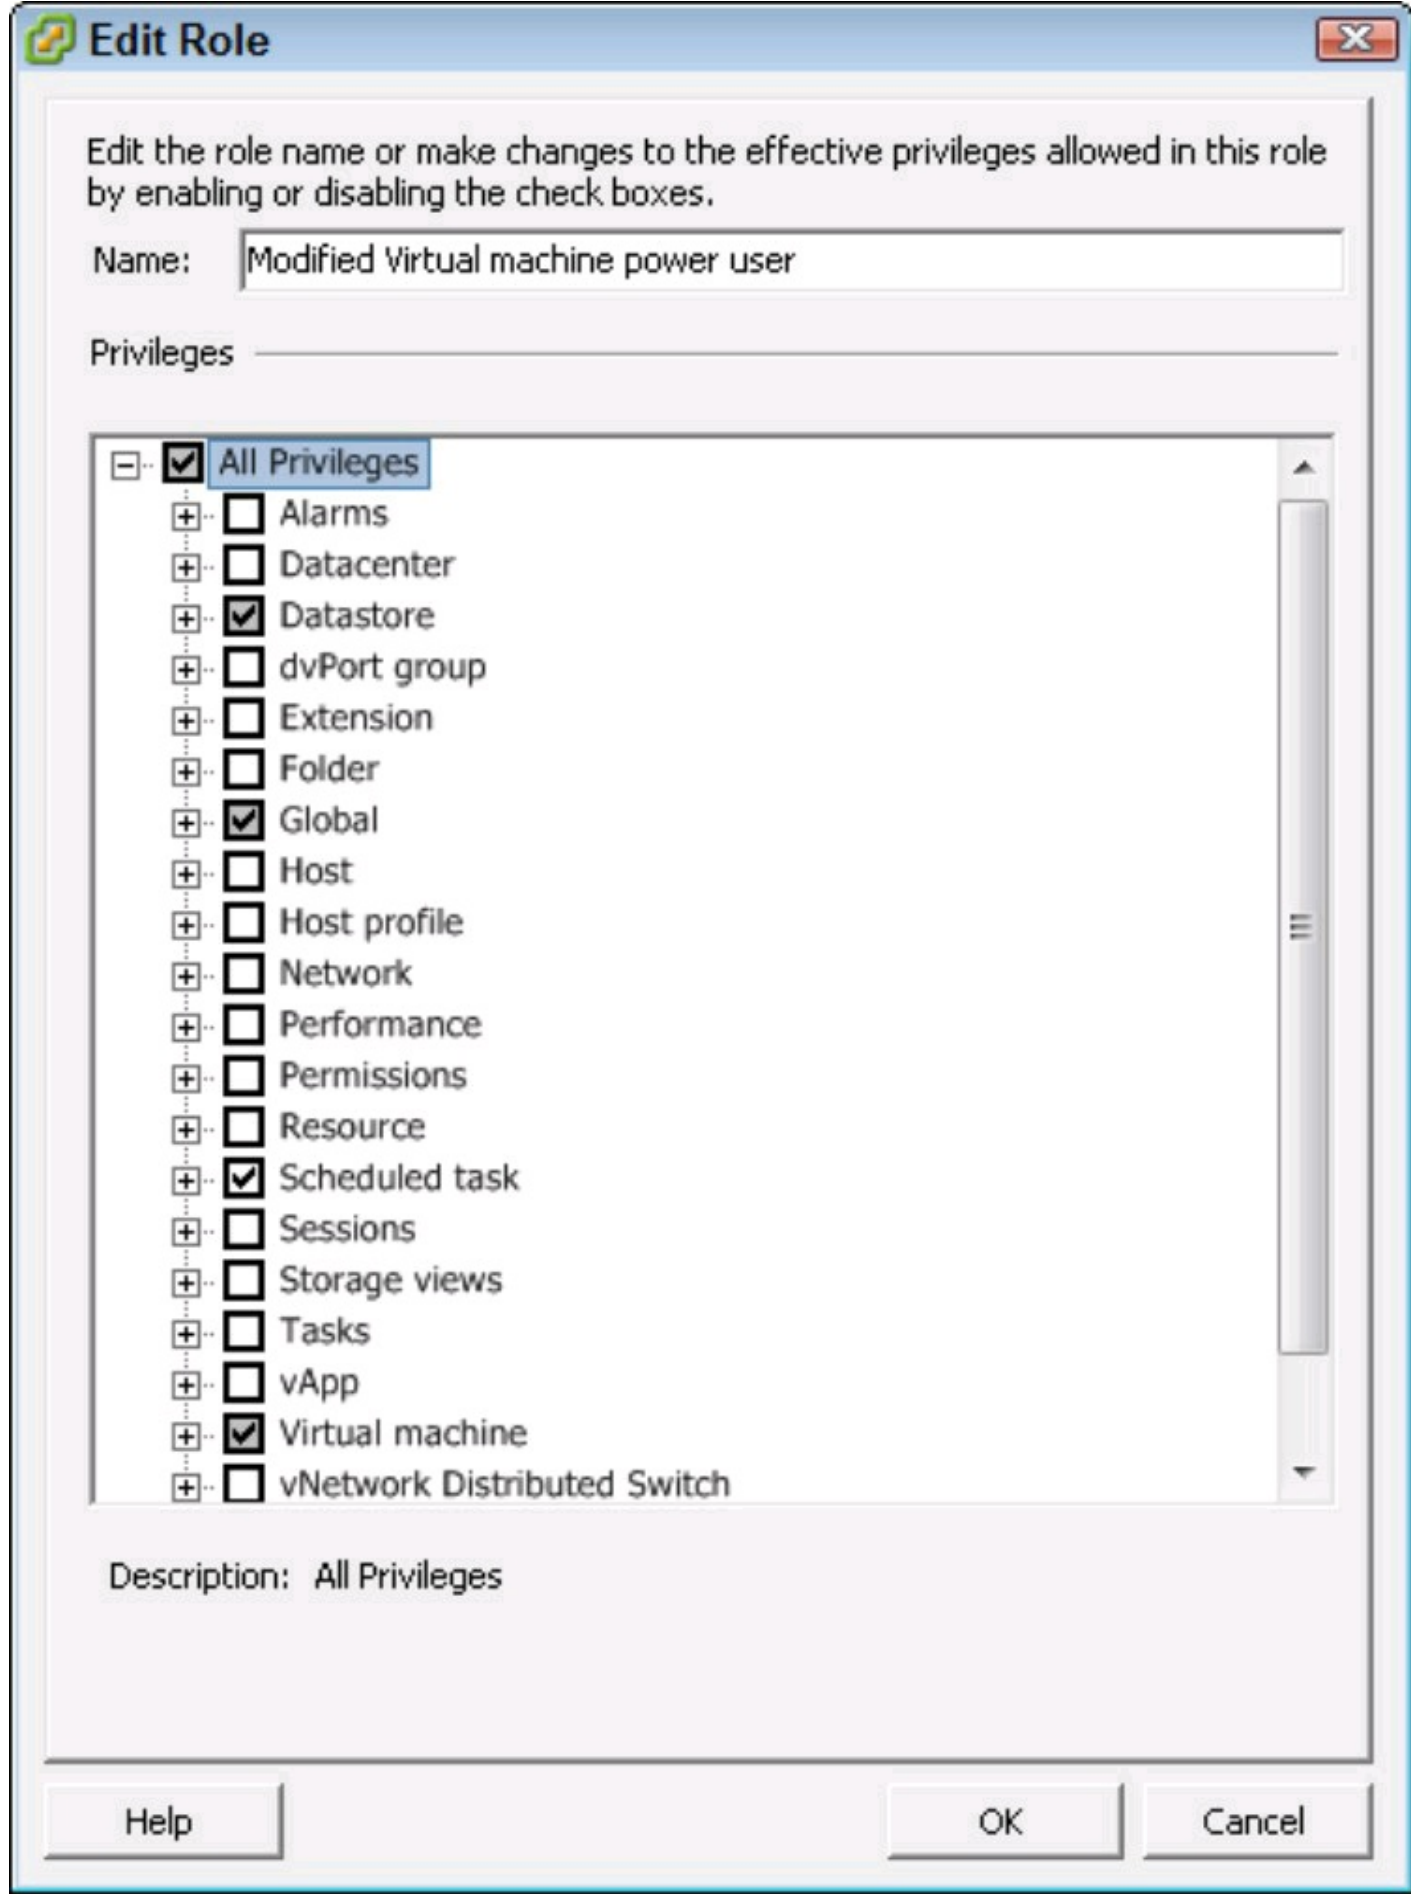 Edit Role
Edit the role name or make changes to the effective privileges allowed in this role
by enabling or disabling the check boxes.
Name: Modified Virtual machine power user
Privileges
All Privileges
Alarms
Datacenter
Datastore
dvPort group
Extension
Folder
Global
Host
Host profile
Network
Performance
Permissions
Resource
Scheduled task
Sessions
Storage views
Tasks
vApp
Virtual machine
vNetwork Distributed Switch
Description: All Privileges
Help OK Cancel